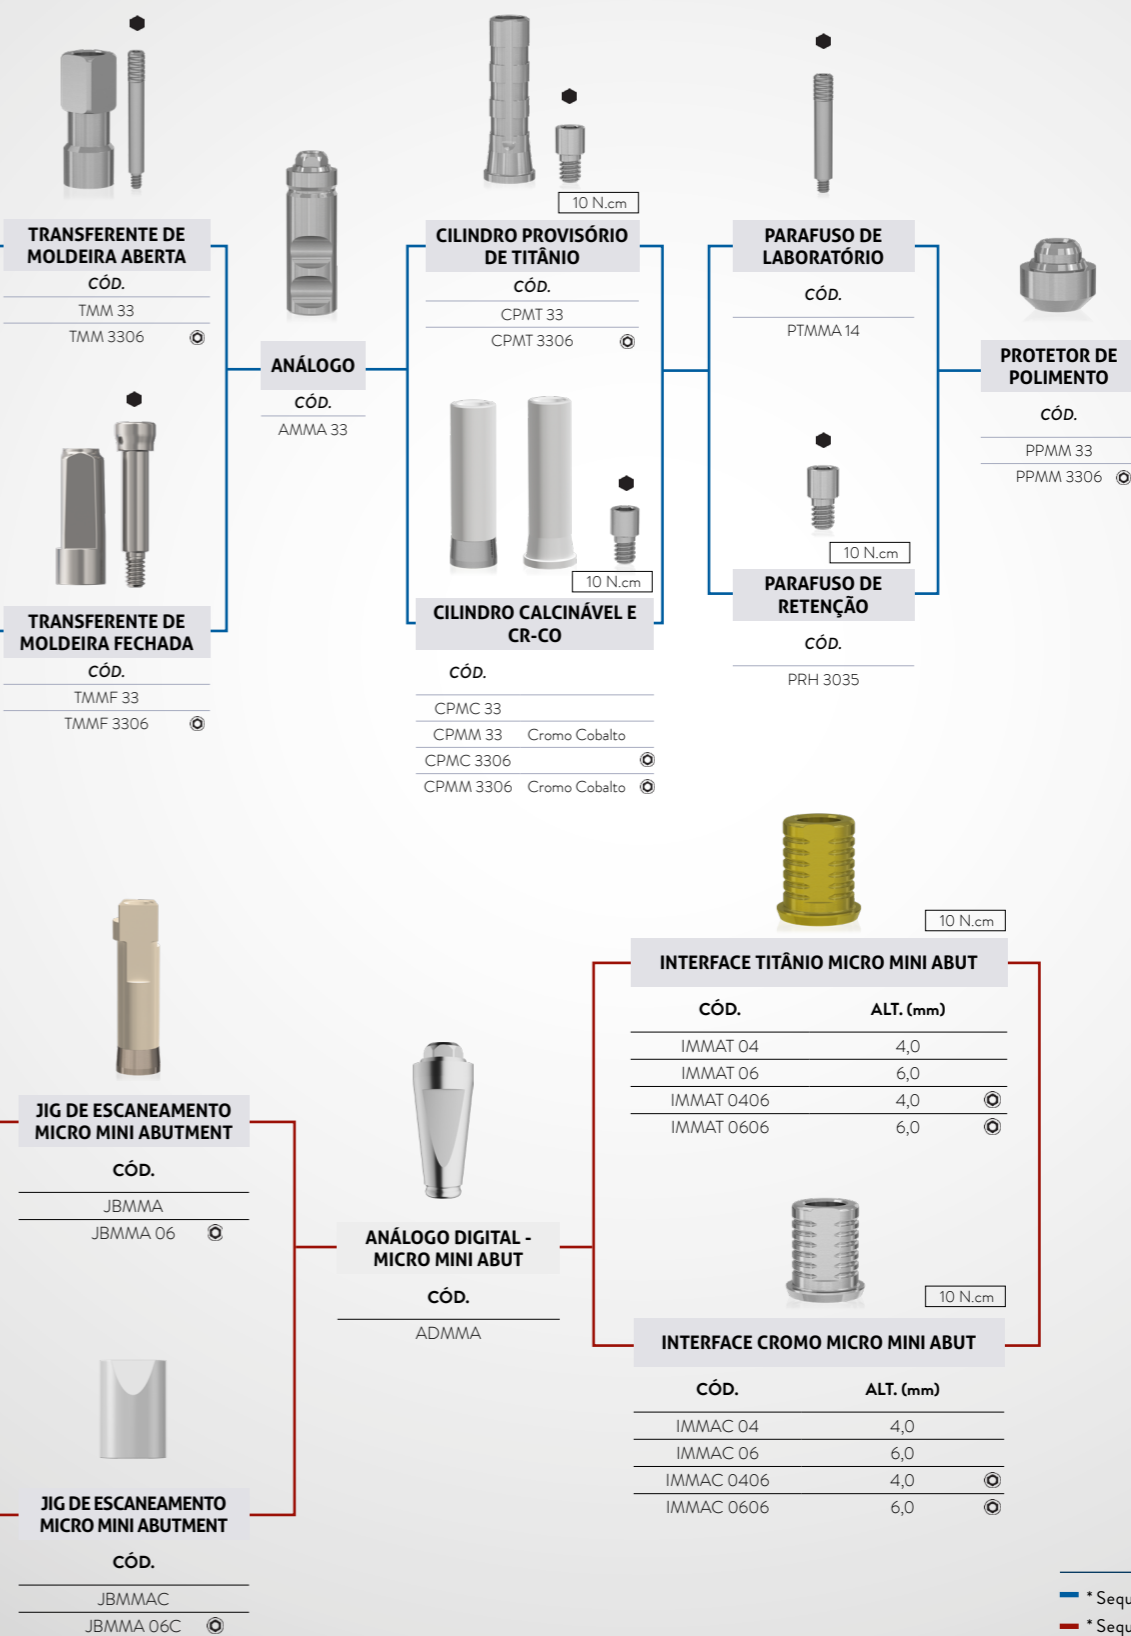 TRANSFERENTE DE
MOLDEIRA ABERTA
CÓD.
TMM 33
TMM 3306
TRANSFERENTE DE
MOLDEIRA FECHADA
CÓD.
TMMF 33
TMMF 3306
ANÁLOGO
CÓD.
AMMA 33
10 N.cm
CILINDRO PROVISÓRIO
DE TITÂNIO
CÓD.
CPMT 33
CPMT 3306
10 N.cm
CILINDRO CALCINÁVEL E
CR-CO
CÓD.
CPMC 33
CPMM 33 Cromo Cobalto
CPMC 3306
CPMM 3306 Cromo Cobalto
PARAFUSO DE
LABORATÓRIO
CÓD.
PTMMA 14
10 N.cm
PARAFUSO DE
RETENÇÃO
CÓD.
PRH 3035
PROTETOR DE
POLIMENTO
CÓD.
PPMM 33
PPMM 3306
JIG DE ESCANEAMENTO
MICRO MINI ABUTMENT
CÓD.
JBMMA
JBMMA 06
JIG DE ESCANEAMENTO
MICRO MINI ABUTMENT
CÓD.
JBMMAC
JBMMA 06C
ANÁLOGO DIGITAL -
MICRO MINI ABUT
CÓD.
ADMMA
10 N.cm
INTERFACE TITÂNIO MICRO MINI ABUT
CÓD. ALT. (mm)
IMMAT 04 4,0
IMMAT 06 6,0
IMMAT 0406 4,0
IMMAT 0606 6,0
10 N.cm
INTERFACE CROMO MICRO MINI ABUT
CÓD. ALT. (mm)
IMMAC 04 4,0
IMMAC 06 6,0
IMMAC 0406 4,0
IMMAC 0606 6,0
* Sequ
* Sequ